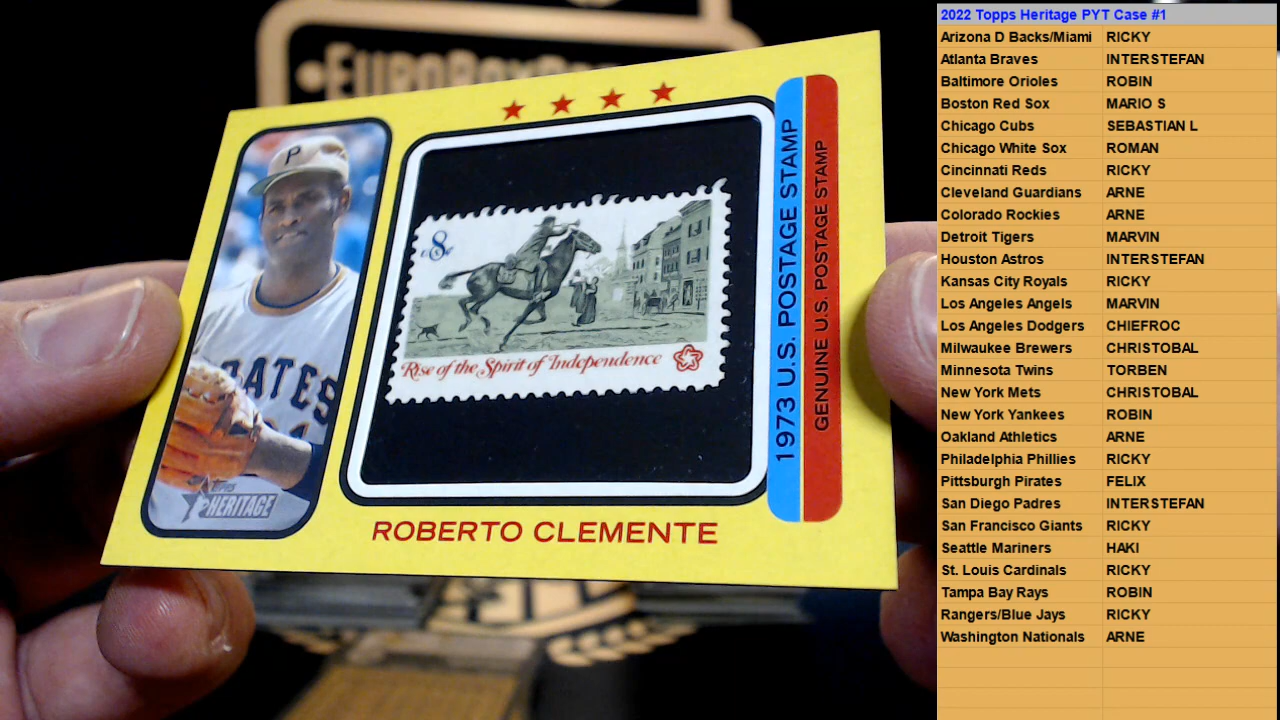 EUROBOX
P
PIRATES
TOPPS
HERITAGE
8c
Rise of the Spirit of Independence
1973 U.S. POSTAGE STAMP
GENUINE U.S. POSTAGE STAMP
ROBERTO CLEMENTE
2022 Topps Heritage PYT Case #1
Arizona D Backs/Miami RICKY
Atlanta Braves INTERSTEFAN
Baltimore Orioles ROBIN
Boston Red Sox MARIO S
Chicago Cubs SEBASTIAN L
Chicago White Sox ROMAN
Cincinnati Reds RICKY
Cleveland Guardians ARNE
Colorado Rockies ARNE
Detroit Tigers MARVIN
Houston Astros INTERSTEFAN
Kansas City Royals RICKY
Los Angeles Angels MARVIN
Los Angeles Dodgers CHIEFROC
Milwaukee Brewers CHRISTOBAL
Minnesota Twins TORBEN
New York Mets CHRISTOBAL
New York Yankees ROBIN
Oakland Athletics ARNE
Philadelphia Phillies RICKY
Pittsburgh Pirates FELIX
San Diego Padres INTERSTEFAN
San Francisco Giants RICKY
Seattle Mariners HAKI
St. Louis Cardinals RICKY
Tampa Bay Rays ROBIN
Rangers/Blue Jays RICKY
Washington Nationals ARNE